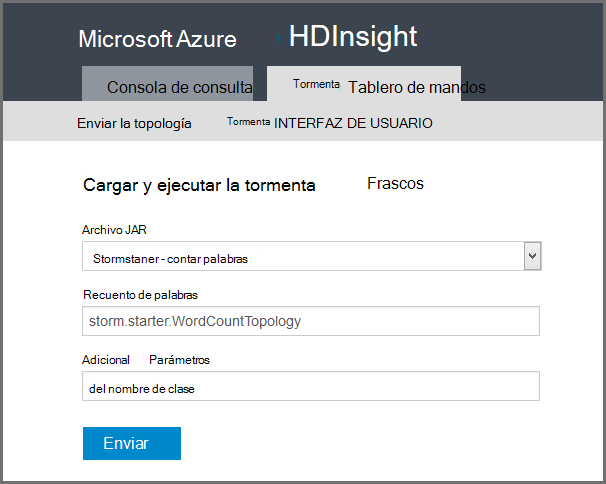 Microsoft Azure HDInsight
Consola de consulta Tormenta Tablero de mandos
Enviar la topología Tormenta INTERFAZ DE USUARIO
Cargar y ejecutar la tormenta Frascos
Archivo JAR
Stormstaner - contar palabras
Recuento de palabras
storm.starter.WordCountTopology
Adicional Parámetros
del nombre de clase
Enviar